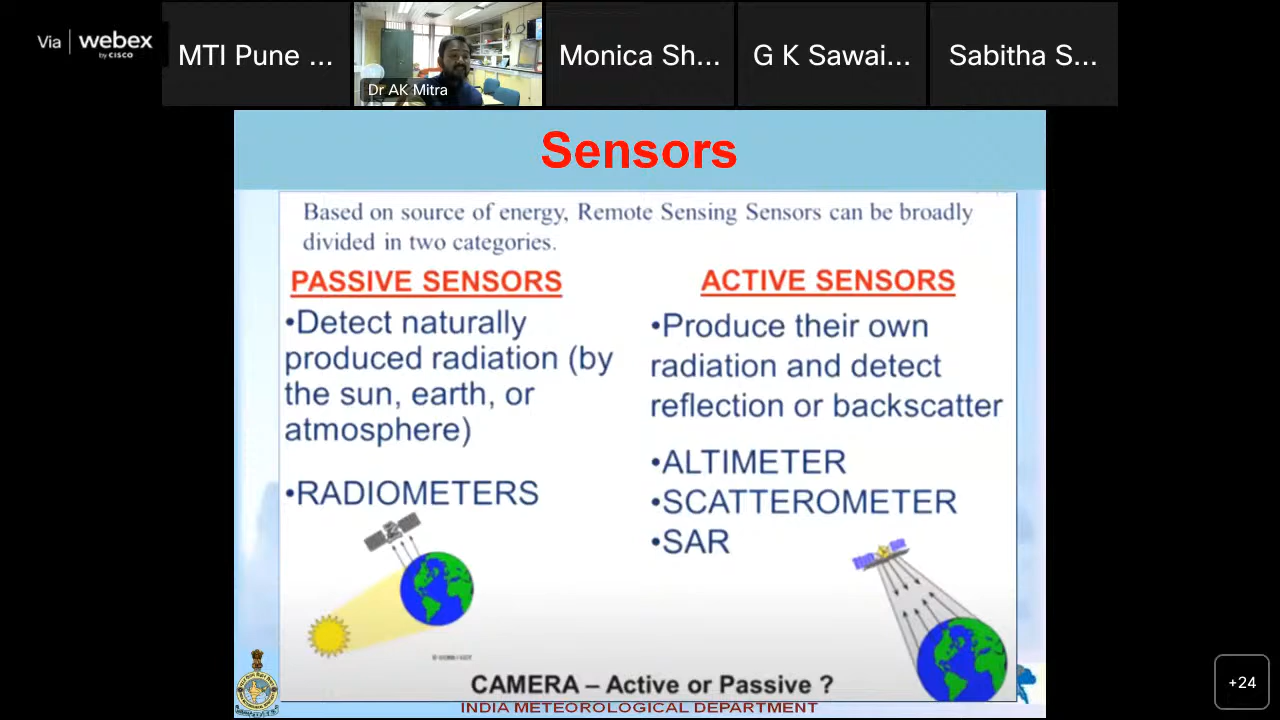 Via webex
by CISCO
MTI Pune ...
Dr AK Mitra
Monica Sh...
G K Sawai...
Sabitha S...
Sensors
Based on source of energy, Remote Sensing Sensors can be broadly
divided in two categories.
PASSIVE SENSORS
•Detect naturally
produced radiation (by
the sun, earth, or
atmosphere)
•RADIOMETERS
ACTIVE SENSORS
•Produce their own
radiation and detect
reflection or backscatter
•ALTIMETER
•SCATTEROMETER
•SAR
CAMERA – Active or Passive ?
INDIA METEOROLOGICAL DEPARTMENT
+24